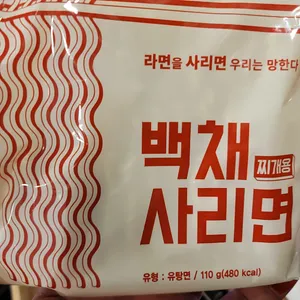 라면을 사리면 우리는 망한다
백채 찌개용
사리면
유형 : 유탕면 / 110 g(480 kcal)